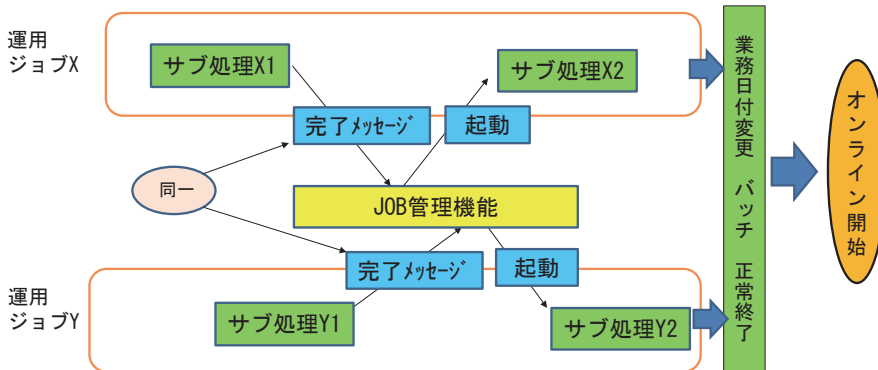 運用
ジョブX
サブ処理X1
サブ処理X2
完了ﾒｯｾｰｼﾞ
起動
同一
JOB管理機能
完了ﾒｯｾｰｼﾞ
起動
運用
ジョブY
サブ処理Y1
サブ処理Y2
業務日付変更 バッチ 正常終了
オンライン開始